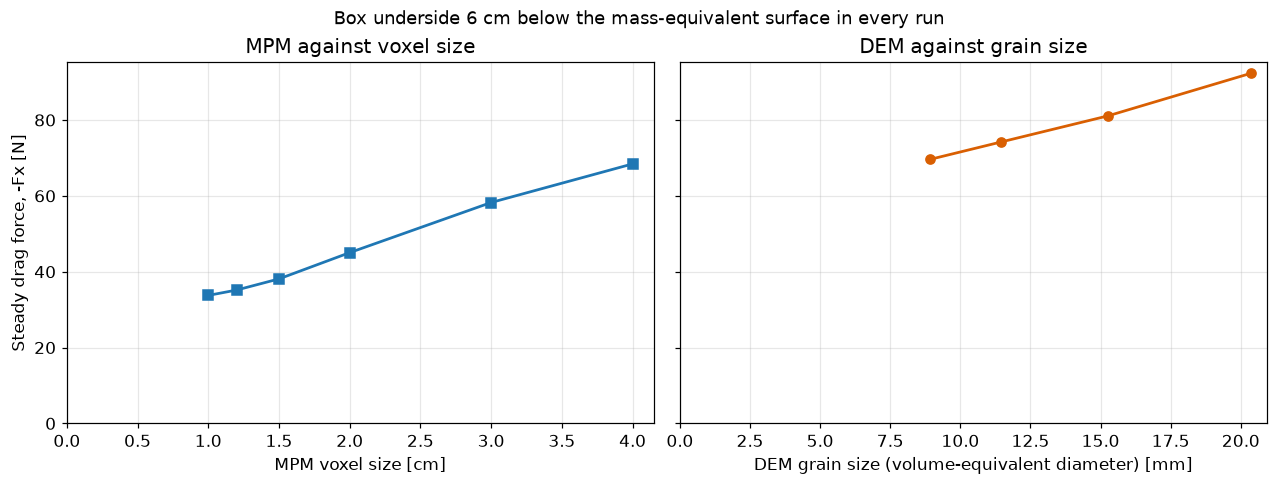 Box underside 6 cm below the mass-equivalent surface in every run
MPM against voxel size
DEM against grain size
Steady drag force, -Fx [N]
80
60
40
20
0
0.0 0.5 1.0 1.5 2.0 2.5 3.0 3.5 4.0
0.0 2.5 5.0 7.5 10.0 12.5 15.0 17.5 20.0
MPM voxel size [cm]
DEM grain size (volume-equivalent diameter) [mm]